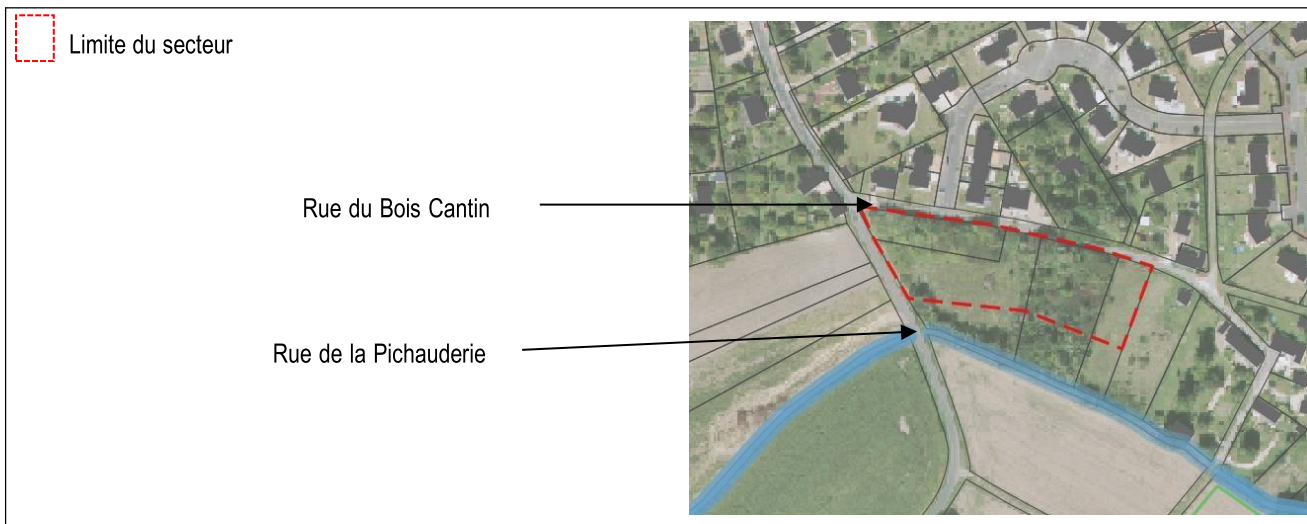 Limite du secteur
Rue du Bois Cantin
Rue de la Pichauderie